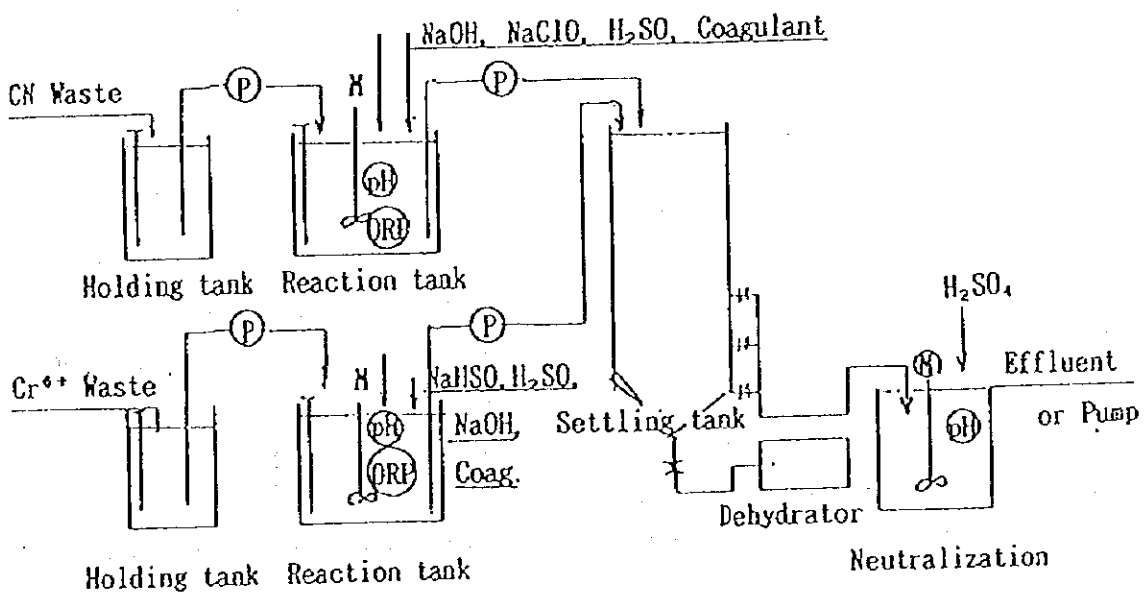 NaOH, NaClO, H₂SO, Coagulant
P
P
CN Waste
M
pH
ORP
Holding tank
Reaction tank
P
P
H₂SO₄
Cr⁶⁺ Waste
M
NaHSO, H₂SO,
M
Effluent
or Pump
pH
NaOH,
Settling tank
pH
ORP
Coag.
Dehydrator
Neutralization
Holding tank
Reaction tank